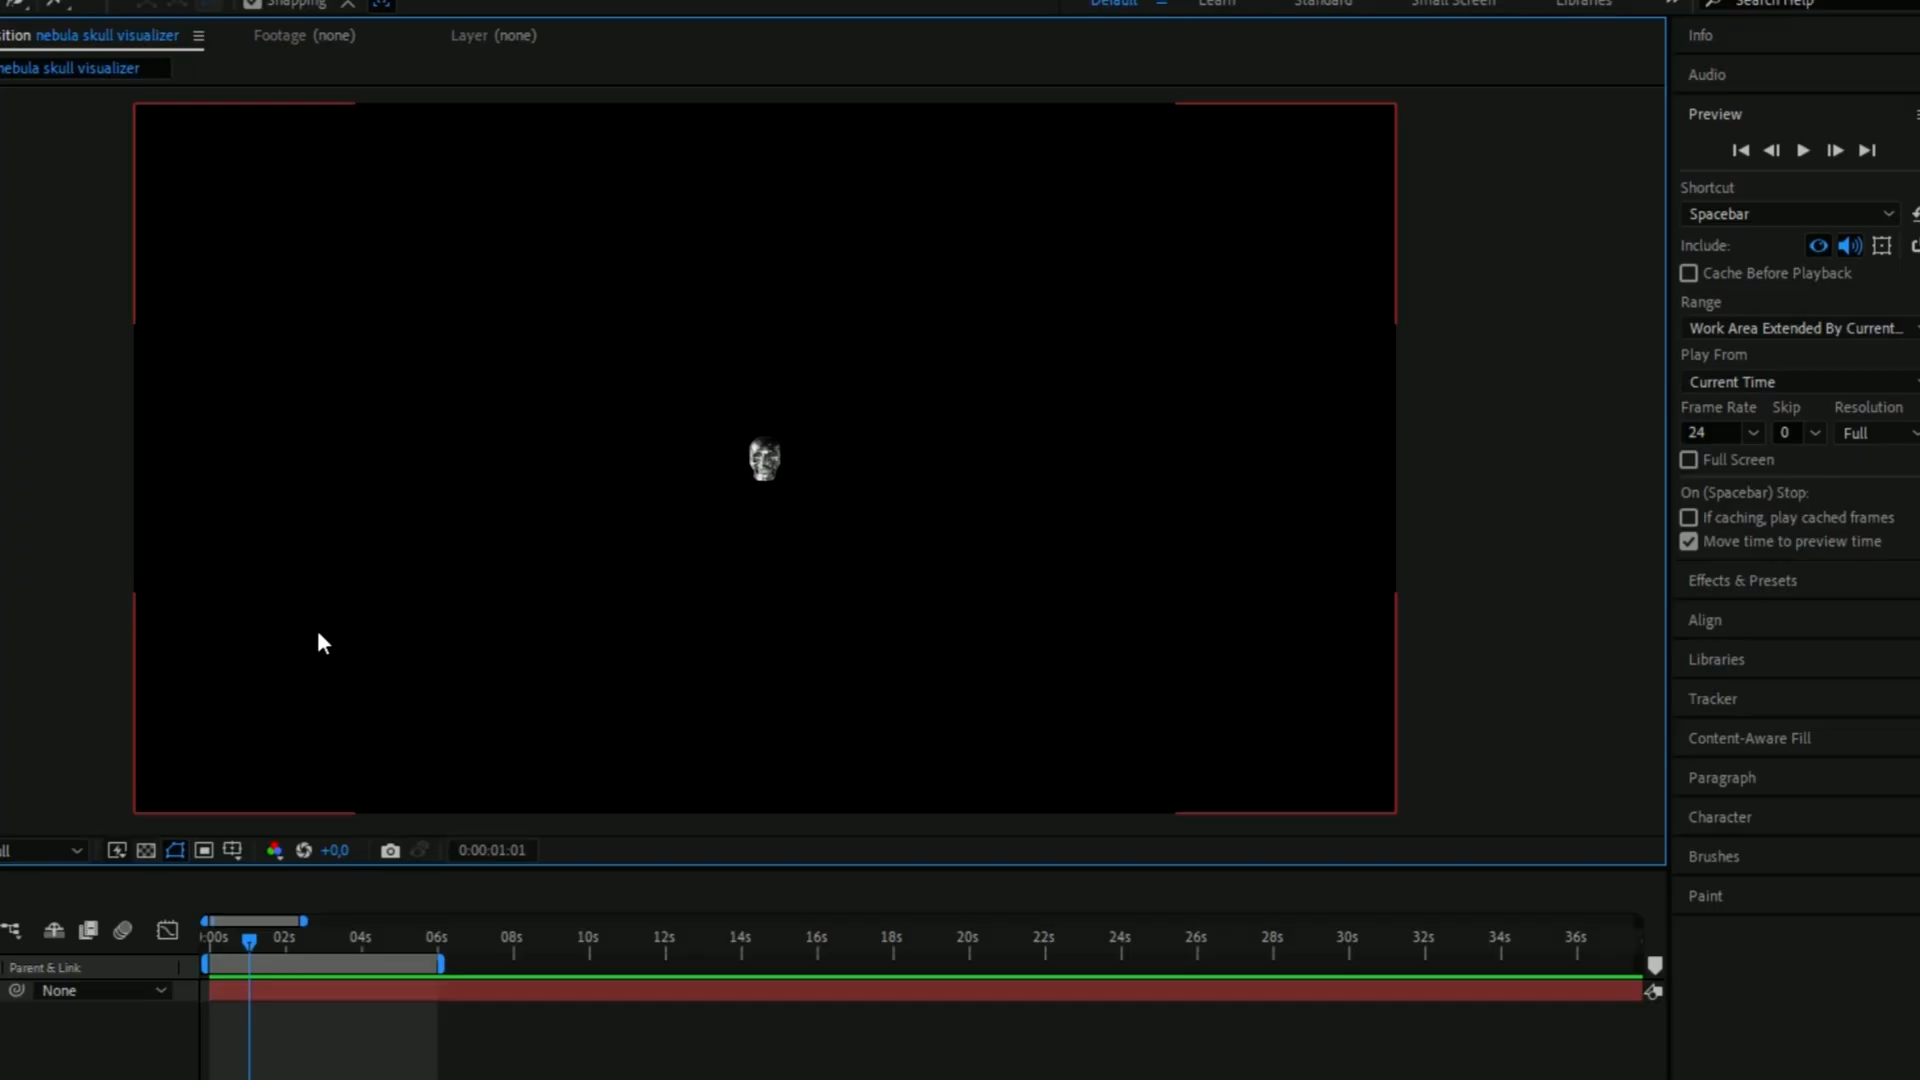 Snapping
Default
Learn
Standard
Small Screen
Libraries
Search Help
ition nebula skull visualizer
Footage (none)
Layer (none)
nebula skull visualizer
Info
Audio
Preview
Shortcut
Spacebar
Include:
Cache Before Playback
Range
Work Area Extended By Current...
Play From
Current Time
Frame Rate Skip Resolution
24 0 Full
Full Screen
On (Spacebar) Stop:
If caching, play cached frames
Move time to preview time
Effects & Presets
Align
Libraries
Tracker
Content-Aware Fill
Paragraph
Character
Brushes
Paint
ll
+0,0
0:00:01:01
:00s 02s 04s 06s 08s 10s 12s 14s 16s 18s 20s 22s 24s 26s 28s 30s 32s 34s 36s
Parent & Link
None